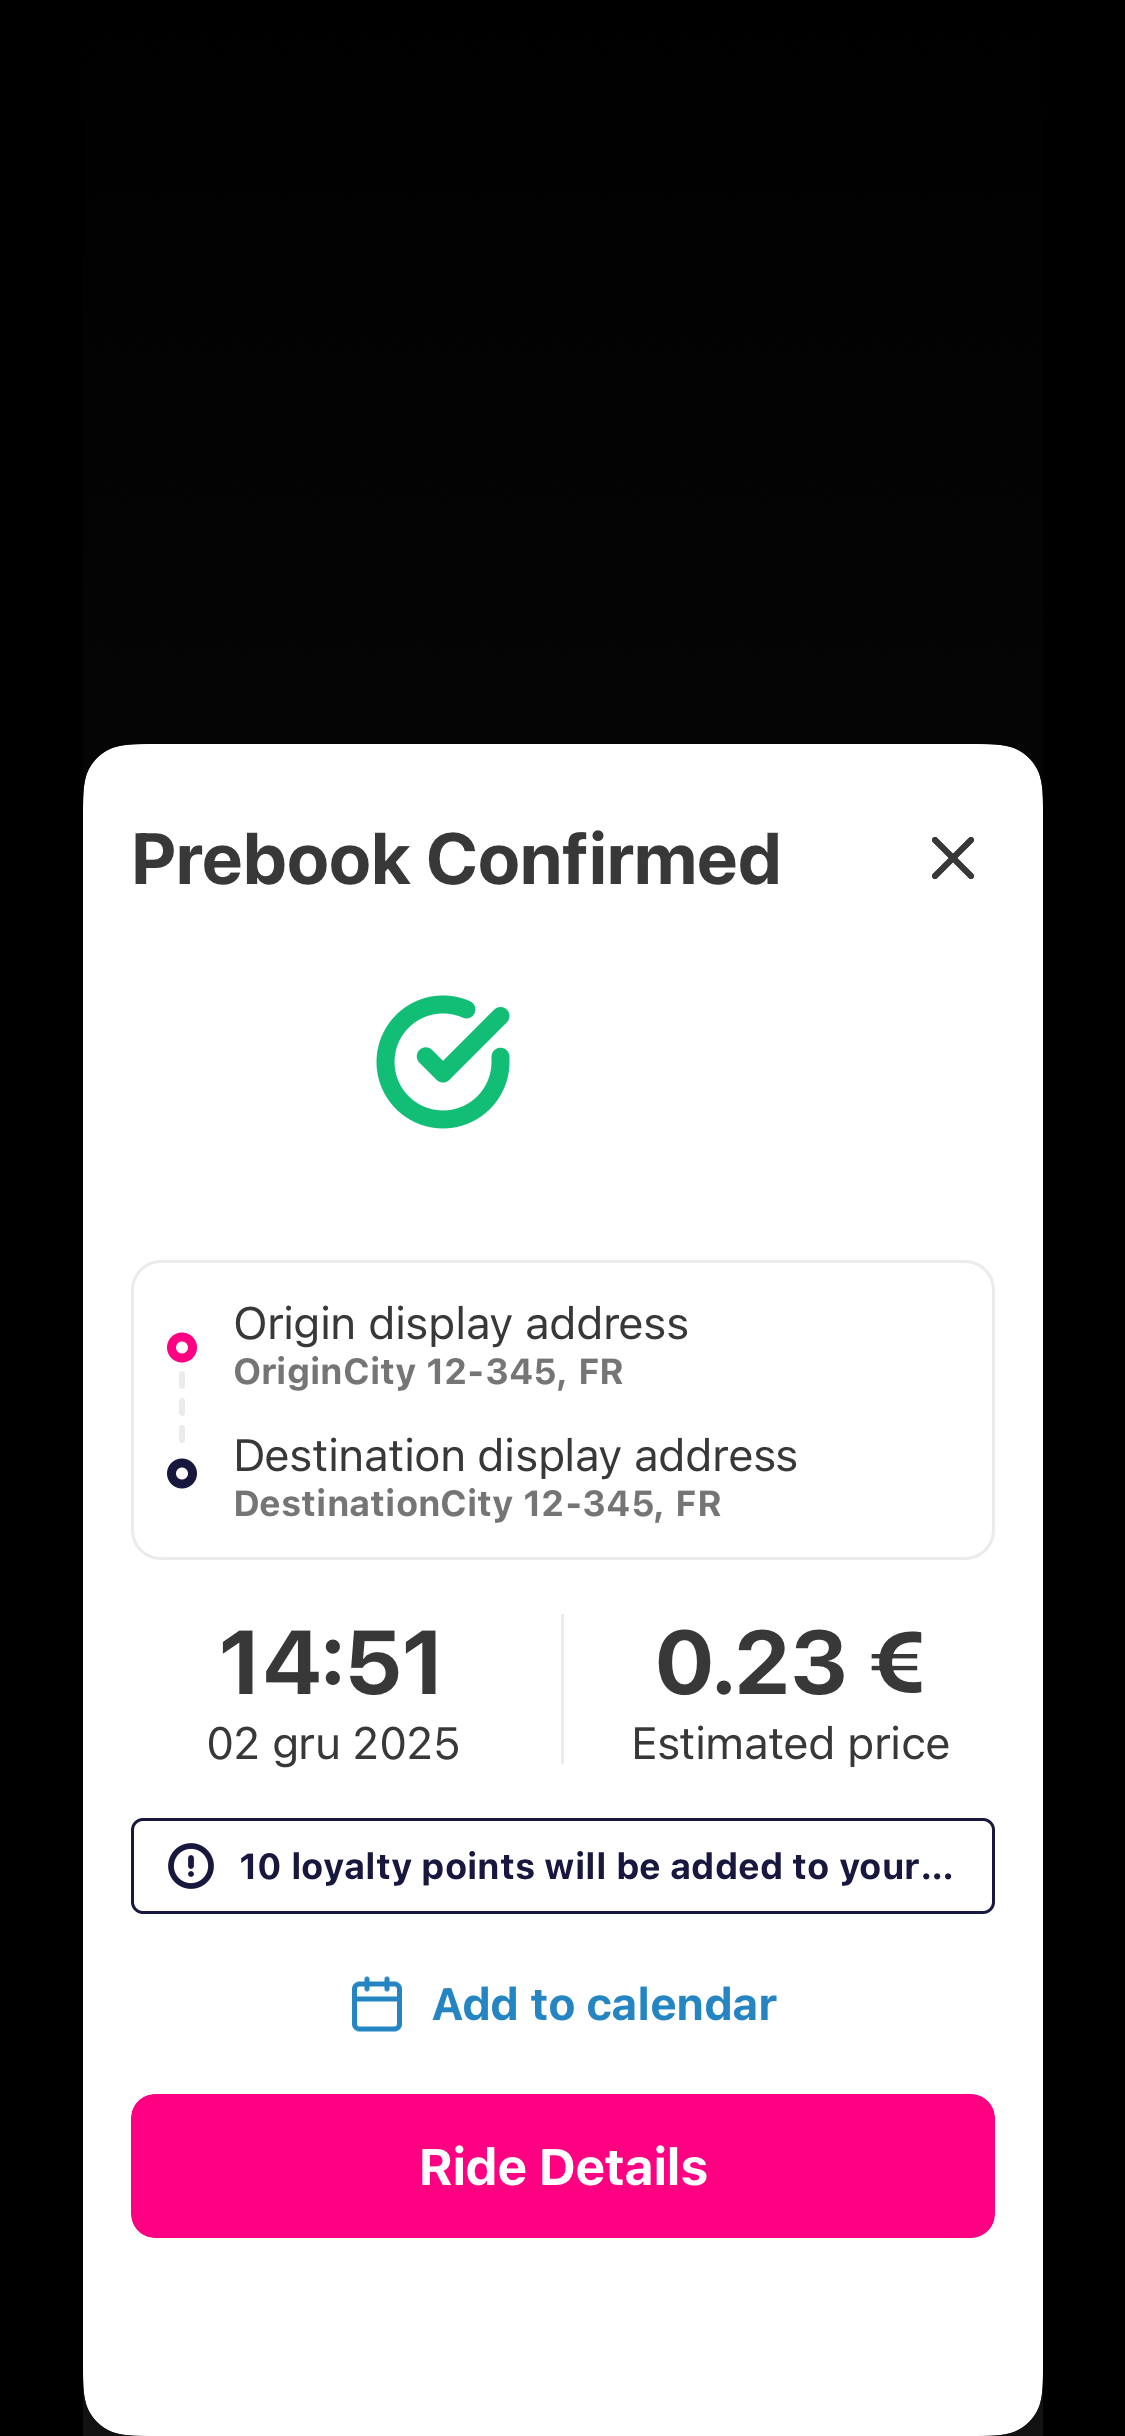 Prebook Confirmed
Origin display address
OriginCity 12-345, FR
Destination display address
DestinationCity 12-345, FR
14:51
02 gru 2025
0.23 €
Estimated price
10 loyalty points will be added to your...
Add to calendar
Ride Details